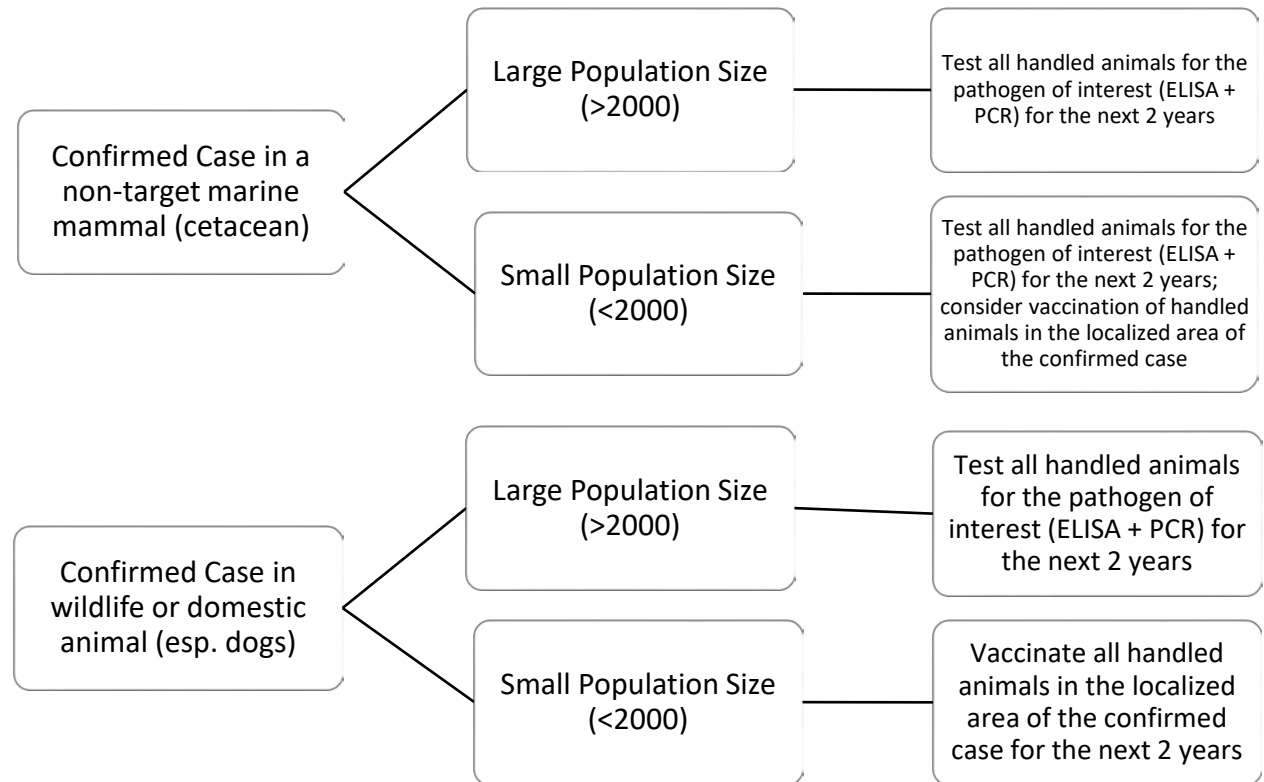 Confirmed Case in a
non-target marine
mammal (cetacean)
Large Population Size
(>2000)
Test all handled animals for the
pathogen of interest (ELISA +
PCR) for the next 2 years
Small Population Size
(<2000)
Test all handled animals for the
pathogen of interest (ELISA +
PCR) for the next 2 years;
consider vaccination of handled
animals in the localized area of
the confirmed case
Confirmed Case in
wildlife or domestic
animal (esp. dogs)
Large Population Size
(>2000)
Test all handled animals
for the pathogen of
interest (ELISA + PCR) for
the next 2 years
Small Population Size
(<2000)
Vaccinate all handled
animals in the localized
area of the confirmed
case for the next 2 years